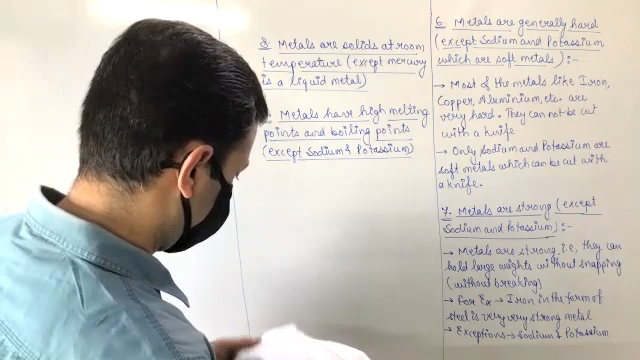 8. Metals are solids at room
temperature (except mercury
is a liquid metal)
. Metals have high melting
points and boiling points
(except Sodium & Potassium)
6. Metals are generally hard
(except Sodium and Potassium
which are soft metals) :-
→ Most of the metals like Iron,
Copper, Aluminium, etc. are
very hard. They can not be cut
with a knife
→ Only Sodium and Potassium are
soft metals which can be cut with
a knife.
7. Metals are strong (except
Sodium and Potassium) :-
→ Metals are strong i.e, they can
hold large weights without snapping
(without breaking)
→ For Ex → Iron in the form of
steel is very very strong metal
→ Exceptions → Sodium & Potassium